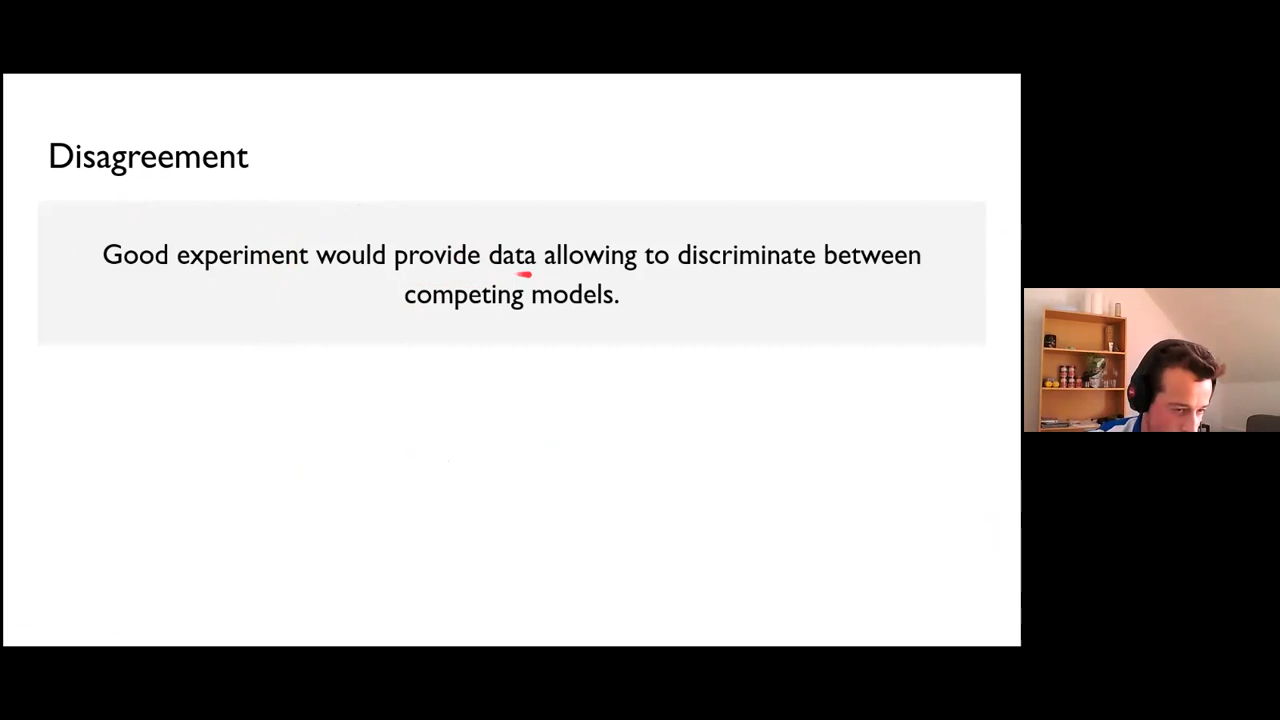 Disagreement
Good experiment would provide data allowing to discriminate between
competing models.